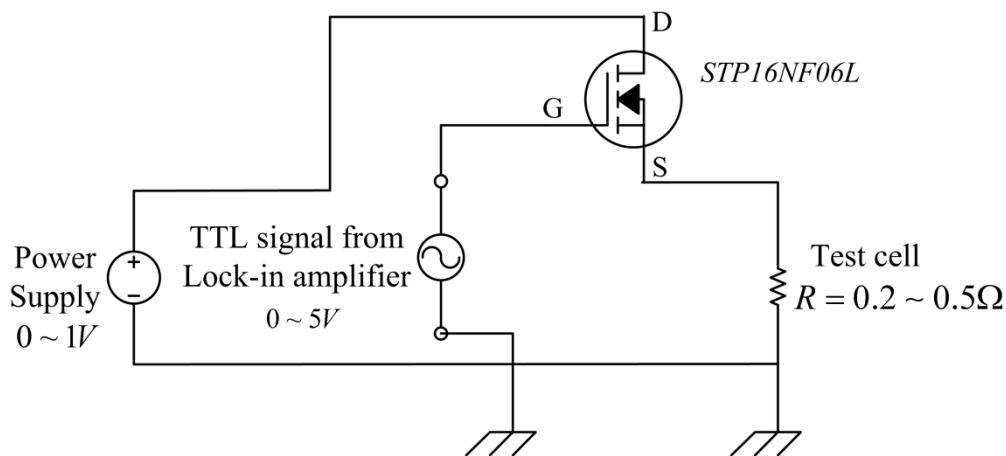 D
STP16NF06L
G
S
TTL signal from
Lock-in amplifier
0 ~ 5V
Power
Supply
0 ~ 1V
+
−
Test cell
R = 0.2 ~ 0.5Ω